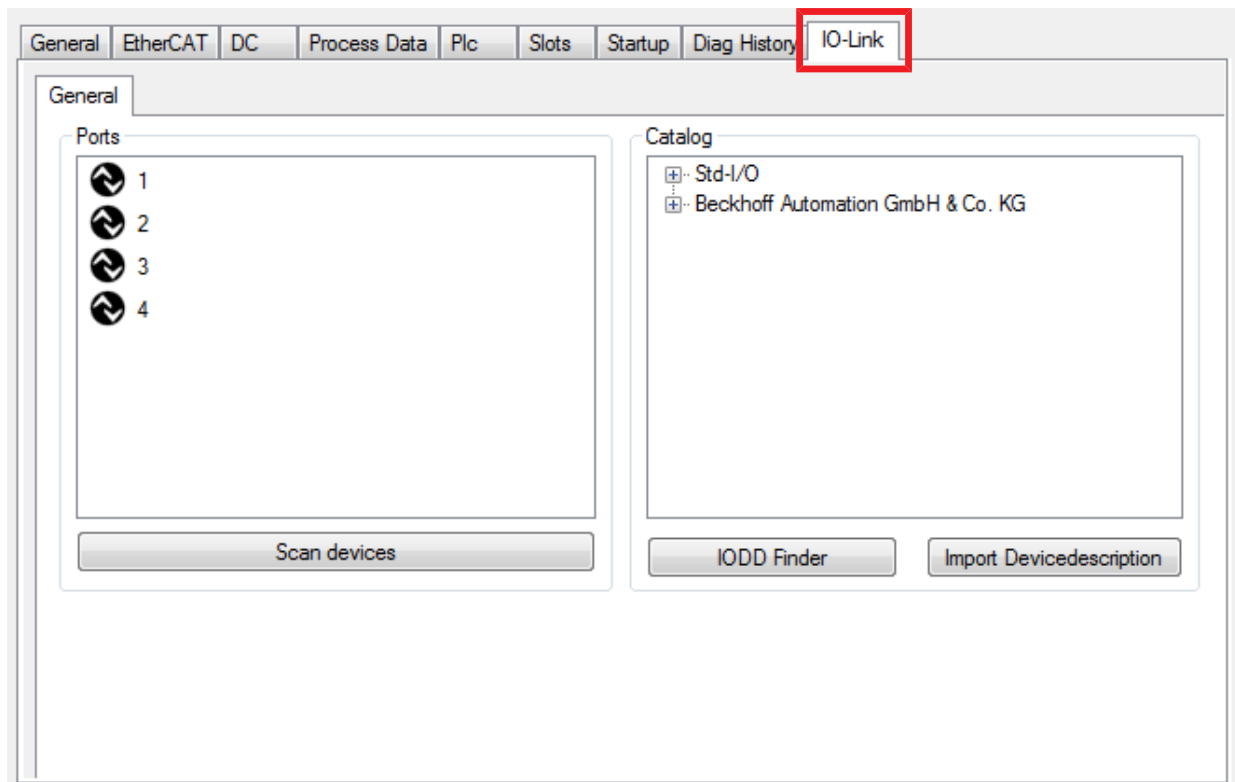 General EtherCAT DC Process Data Plc Slots Startup Diag History IO-Link
General
Ports
1
2
3
4
Scan devices
Catalog
Std-I/O
Beckhoff Automation GmbH & Co. KG
IODD Finder Import Devicedescription